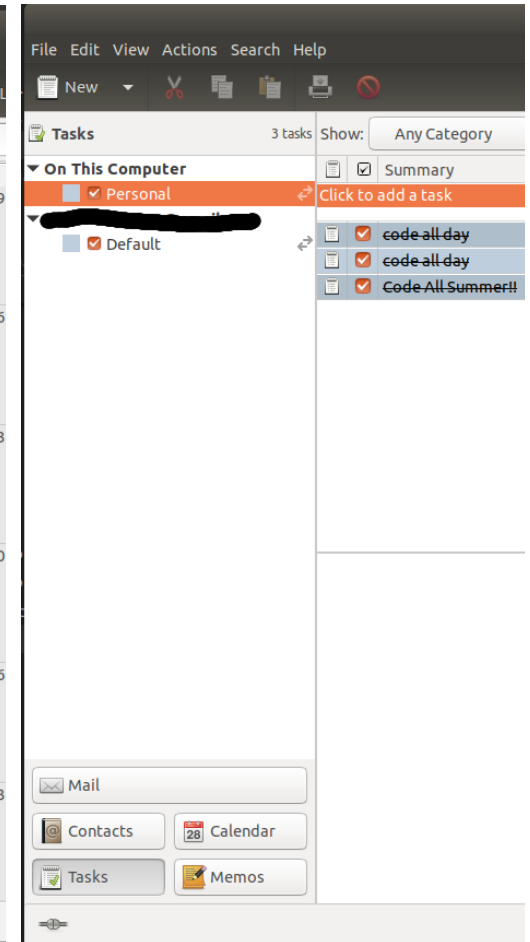 File Edit View Actions Search Help
New
Tasks 3 tasks Show: Any Category
On This Computer Summary
Personal Click to add a task
code all day
Default code all day
Code All Summer!!
Mail
Contacts 28 Calendar
Tasks Memos